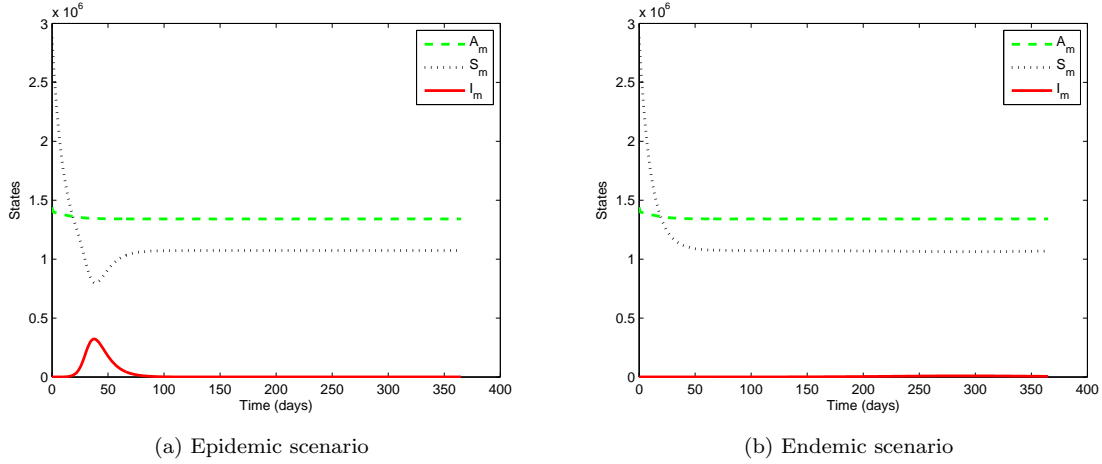 x 10^6
3
2.5
2
1.5
1
0.5
0
States
0 50 100 150 200 250 300 350 400
Time (days)
A_m
S_m
I_m
(a) Epidemic scenario
x 10^6
3
2.5
2
1.5
1
0.5
0
States
0 50 100 150 200 250 300 350 400
Time (days)
A_m
S_m
I_m
(b) Endemic scenario